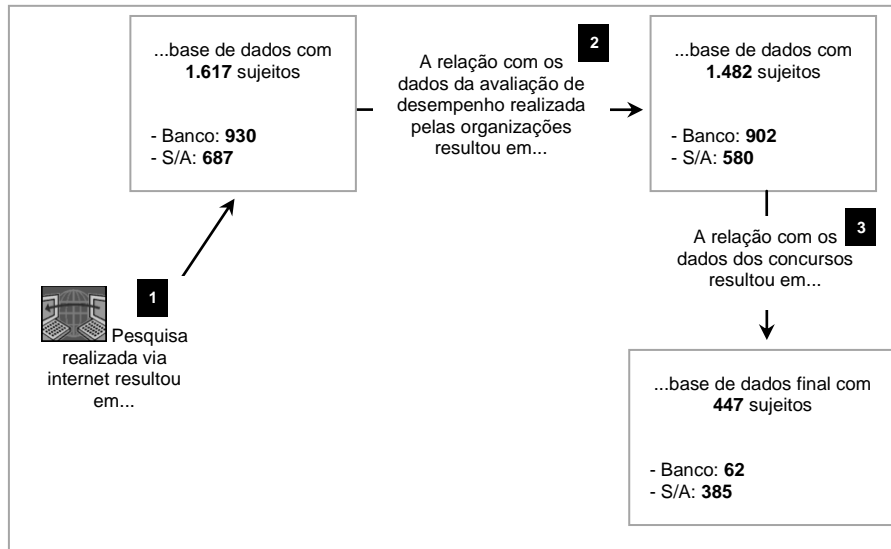 1
Pesquisa
realizada via
internet resultou
em...
...base de dados com
1.617 sujeitos
- Banco: 930
- S/A: 687
2
A relação com os
dados da avaliação de
desempenho realizada
pelas organizações
resultou em...
...base de dados com
1.482 sujeitos
- Banco: 902
- S/A: 580
3
A relação com os
dados dos concursos
resultou em...
...base de dados final com
447 sujeitos
- Banco: 62
- S/A: 385